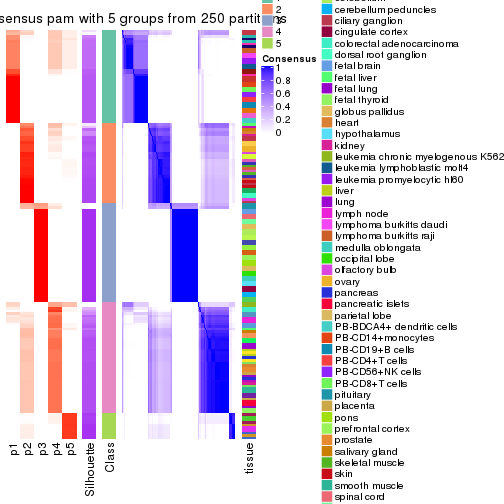 sensus pam with 5 groups from 250 partitions
2
3
4
5
Consensus
1
0.8
0.6
0.4
0.2
0
p1
p2
p3
p4
p5
Silhouette
Class
tissue
cerebellum peduncles
ciliary ganglion
cingulate cortex
colorectal adenocarcinoma
dorsal root ganglion
fetal brain
fetal liver
fetal lung
fetal thyroid
globus pallidus
heart
hypothalamus
kidney
leukemia chronic myelogenous K562
leukemia lymphoblastic molt4
leukemia promyelocytic hl60
liver
lung
lymph node
lymphoma burkitts daudi
lymphoma burkitts raji
medulla oblongata
occipital lobe
olfactory bulb
ovary
pancreas
pancreatic islets
parietal lobe
PB-BDCA4+ dendritic cells
PB-CD14+monocytes
PB-CD19+B cells
PB-CD4+T cells
PB-CD56+NK cells
PB-CD8+T cells
pituitary
placenta
pons
prefrontal cortex
prostate
salivary gland
skeletal muscle
skin
smooth muscle
spinal cord